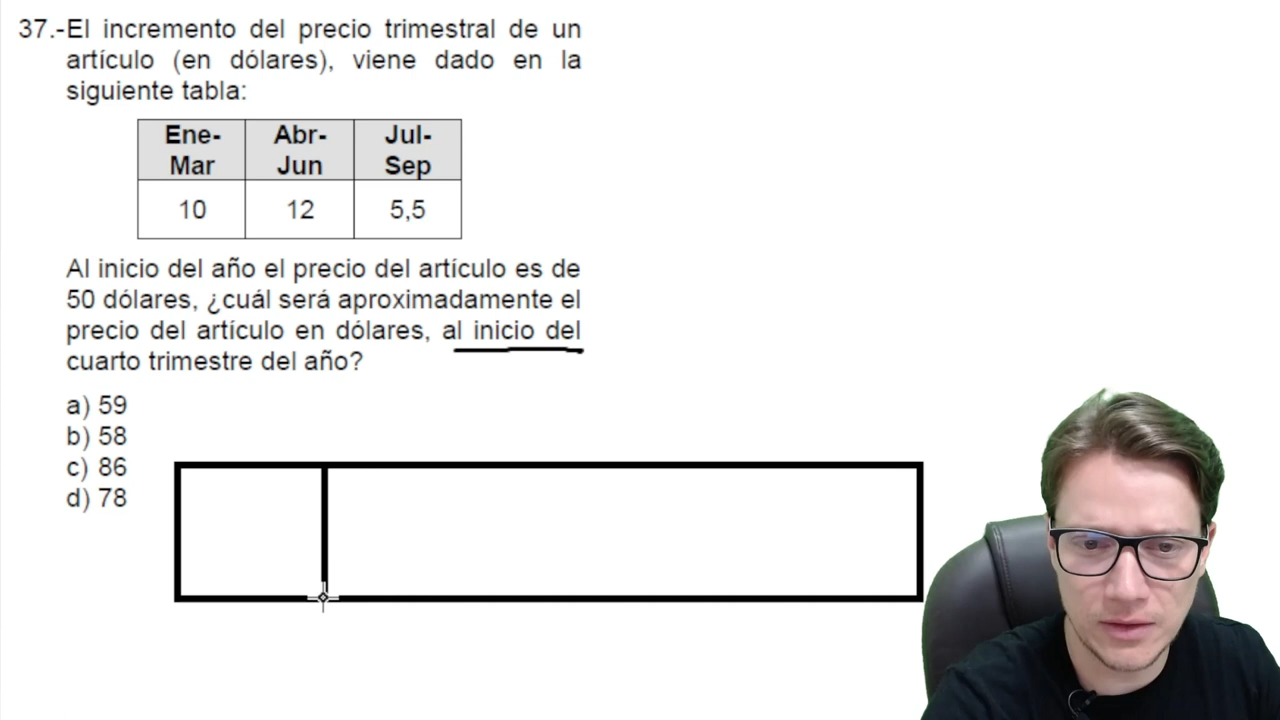 37.-El incremento del precio trimestral de un
artículo (en dólares), viene dado en la
siguiente tabla:
Ene- Abr- Jul-
Mar Jun Sep
10 12 5,5
Al inicio del año el precio del artículo es de
50 dólares, ¿cuál será aproximadamente el
precio del artículo en dólares, al inicio del
cuarto trimestre del año?
a) 59
b) 58
c) 86
d) 78